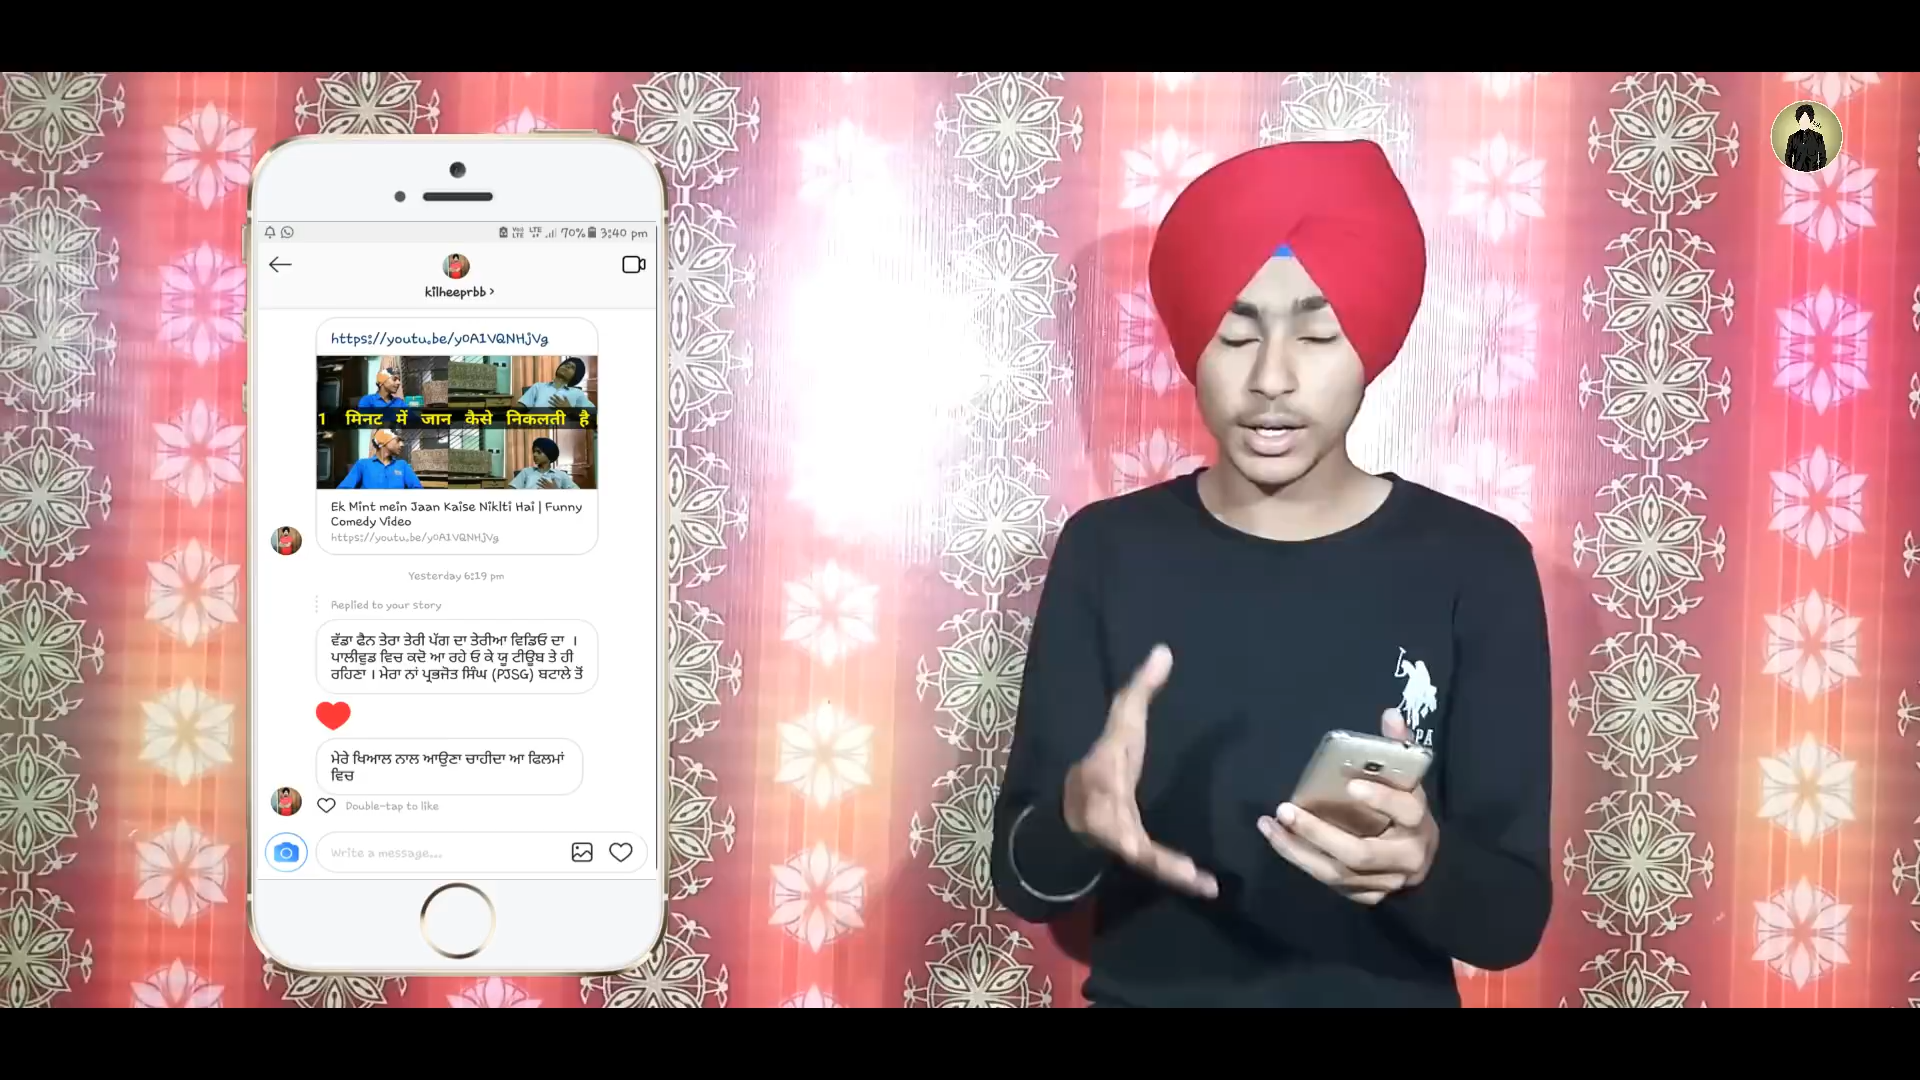 70% 3:40 pm
kilheeprbb >
https://youtu.be/y0A1VQNHjVg
1 मिनट में जान कैसे निकलती है
Ek Mint mein Jaan Kaise Niklti Hai | Funny
Comedy Video
https://youtu.be/y0A1VQNHjVg
Yesterday 6:19 pm
Replied to your story
ਵੱਡਾ ਫੈਨ ਤੇਰਾ ਤੇਰੀ ਪੱਗ ਦਾ ਤੇਰੀਆ ਵਿਡਿਓ ਦਾ ।
ਪਾਲੀਵੁਡ ਵਿਚ ਕਦੋ ਆ ਰਹੇ ਓ ਕੇ ਯੂ ਟੀਊਬ ਤੇ ਹੀ
ਰਹਿਣਾ । ਮੇਰਾ ਨਾਂ ਪ੍ਰਭਜੋਤ ਸਿੰਘ (PJSG) ਬਟਾਲੇ ਤੋਂ
ਮੇਰੇ ਖਿਆਲ ਨਾਲ ਆਉਣਾ ਚਾਹੀਦਾ ਆ ਫਿਲਮਾਂ
ਵਿਚ
Double-tap to like
Write a message...